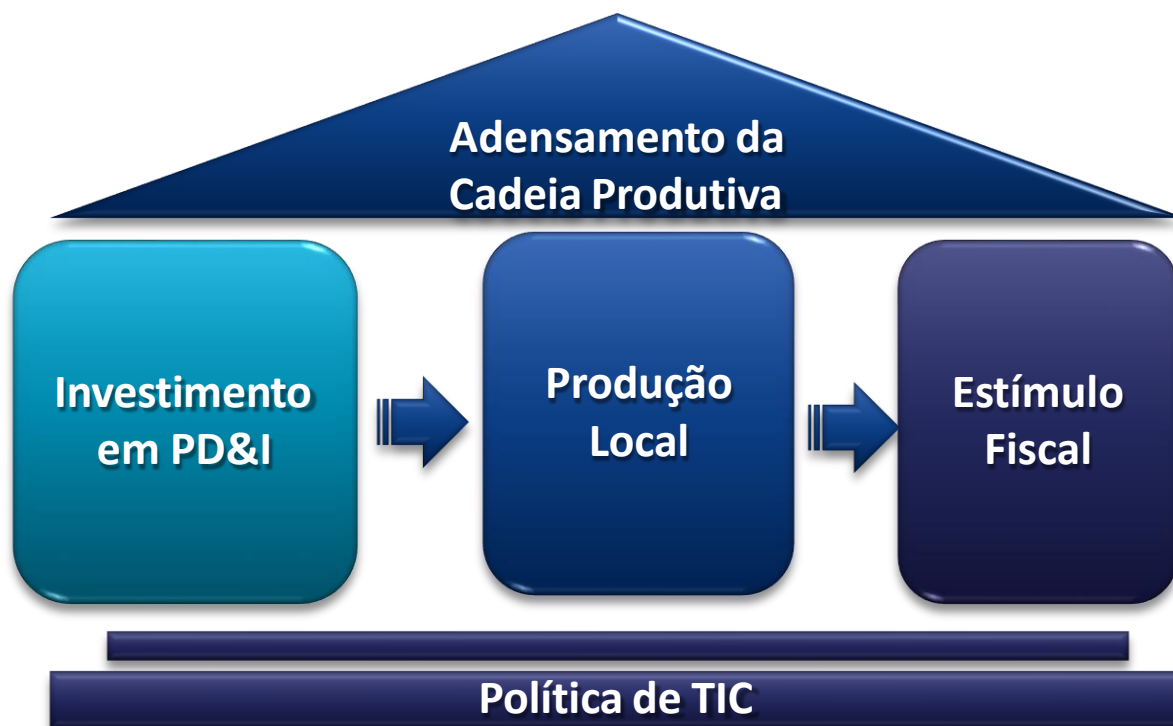 Adensamento da
Cadeia Produtiva
Investimento
em PD&I
Produção
Local
Estímulo
Fiscal
Política de TIC